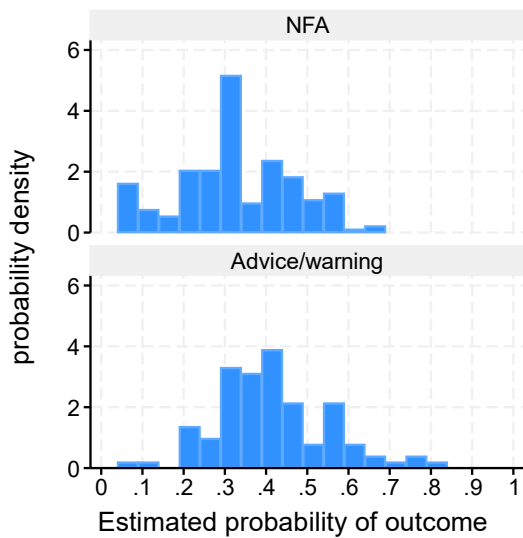 NFA
6
4
2
0
probability density
Advice/warning
6
4
2
0
0 .1 .2 .3 .4 .5 .6 .7 .8 .9 1
Estimated probability of outcome